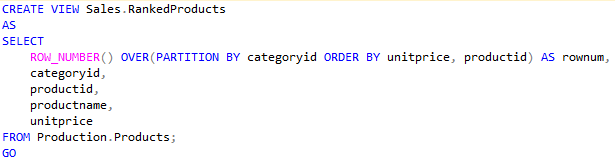 CREATE VIEW Sales.RankedProducts
AS
SELECT
    ROW_NUMBER() OVER(PARTITION BY categoryid ORDER BY unitprice, productid) AS rownum,
    categoryid,
    productid,
    productname,
    unitprice
FROM Production.Products;
GO